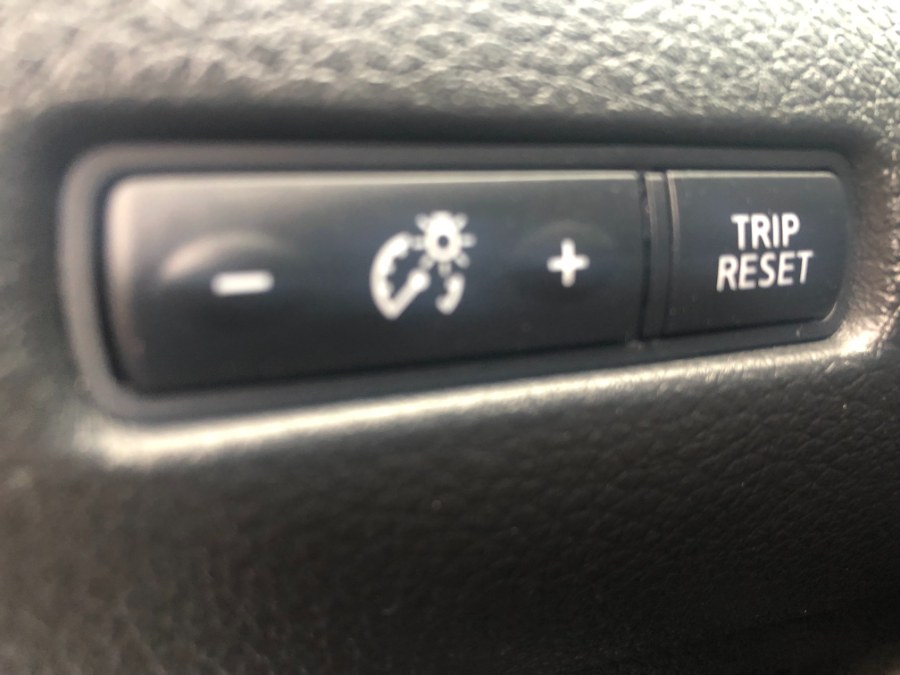 - +
TRIP
RESET